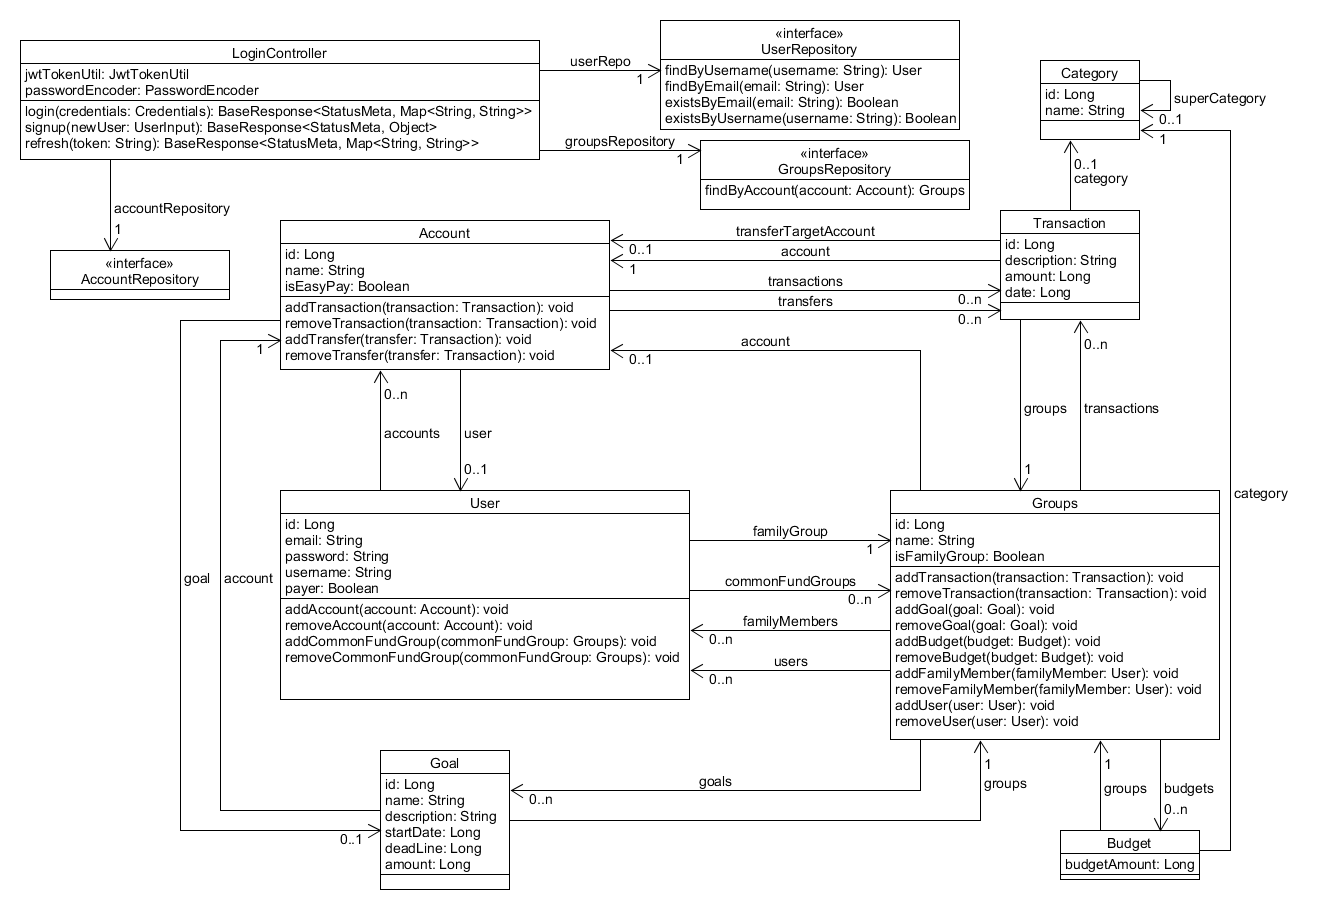 LoginController
jwtTokenUtil: JwtTokenUtil
passwordEncoder: PasswordEncoder
login(credentials: Credentials): BaseResponse<StatusMeta, Map<String, String>>
signup(newUser: UserInput): BaseResponse<StatusMeta, Object>
refresh(token: String): BaseResponse<StatusMeta, Map<String, String>>
userRepo
1
«interface»
UserRepository
findByUsername(username: String): User
findByEmail(email: String): User
existsByEmail(email: String): Boolean
existsByUsername(username: String): Boolean
groupsRepository
1
«interface»
GroupsRepository
findByAccount(account: Account): Groups
Category
id: Long
name: String
superCategory
0..1
1
0..1
category
accountRepository
1
«interface»
AccountRepository
Account
id: Long
name: String
isEasyPay: Boolean
addTransaction(transaction: Transaction): void
removeTransaction(transaction: Transaction): void
addTransfer(transfer: Transaction): void
removeTransfer(transfer: Transaction): void
transferTargetAccount
0..1
account
1
transactions
0..n
transfers
0..n
Transaction
id: Long
description: String
amount: Long
date: Long
account
0..1
1
0..n
0..n
accounts
user
0..1
groups
transactions
1
category
User
id: Long
email: String
password: String
username: String
payer: Boolean
addAccount(account: Account): void
removeAccount(account: Account): void
addCommonFundGroup(commonFundGroup: Groups): void
removeCommonFundGroup(commonFundGroup: Groups): void
familyGroup
1
commonFundGroups
0..n
familyMembers
0..n
users
0..n
Groups
id: Long
name: String
isFamilyGroup: Boolean
addTransaction(transaction: Transaction): void
removeTransaction(transaction: Transaction): void
addGoal(goal: Goal): void
removeGoal(goal: Goal): void
addBudget(budget: Budget): void
removeBudget(budget: Budget): void
addFamilyMember(familyMember: User): void
removeFamilyMember(familyMember: User): void
addUser(user: User): void
removeUser(user: User): void
goal
account
Goal
id: Long
name: String
description: String
startDate: Long
deadLine: Long
amount: Long
0..1
goals
0..n
1
groups
1
groups
budgets
0..n
Budget
budgetAmount: Long